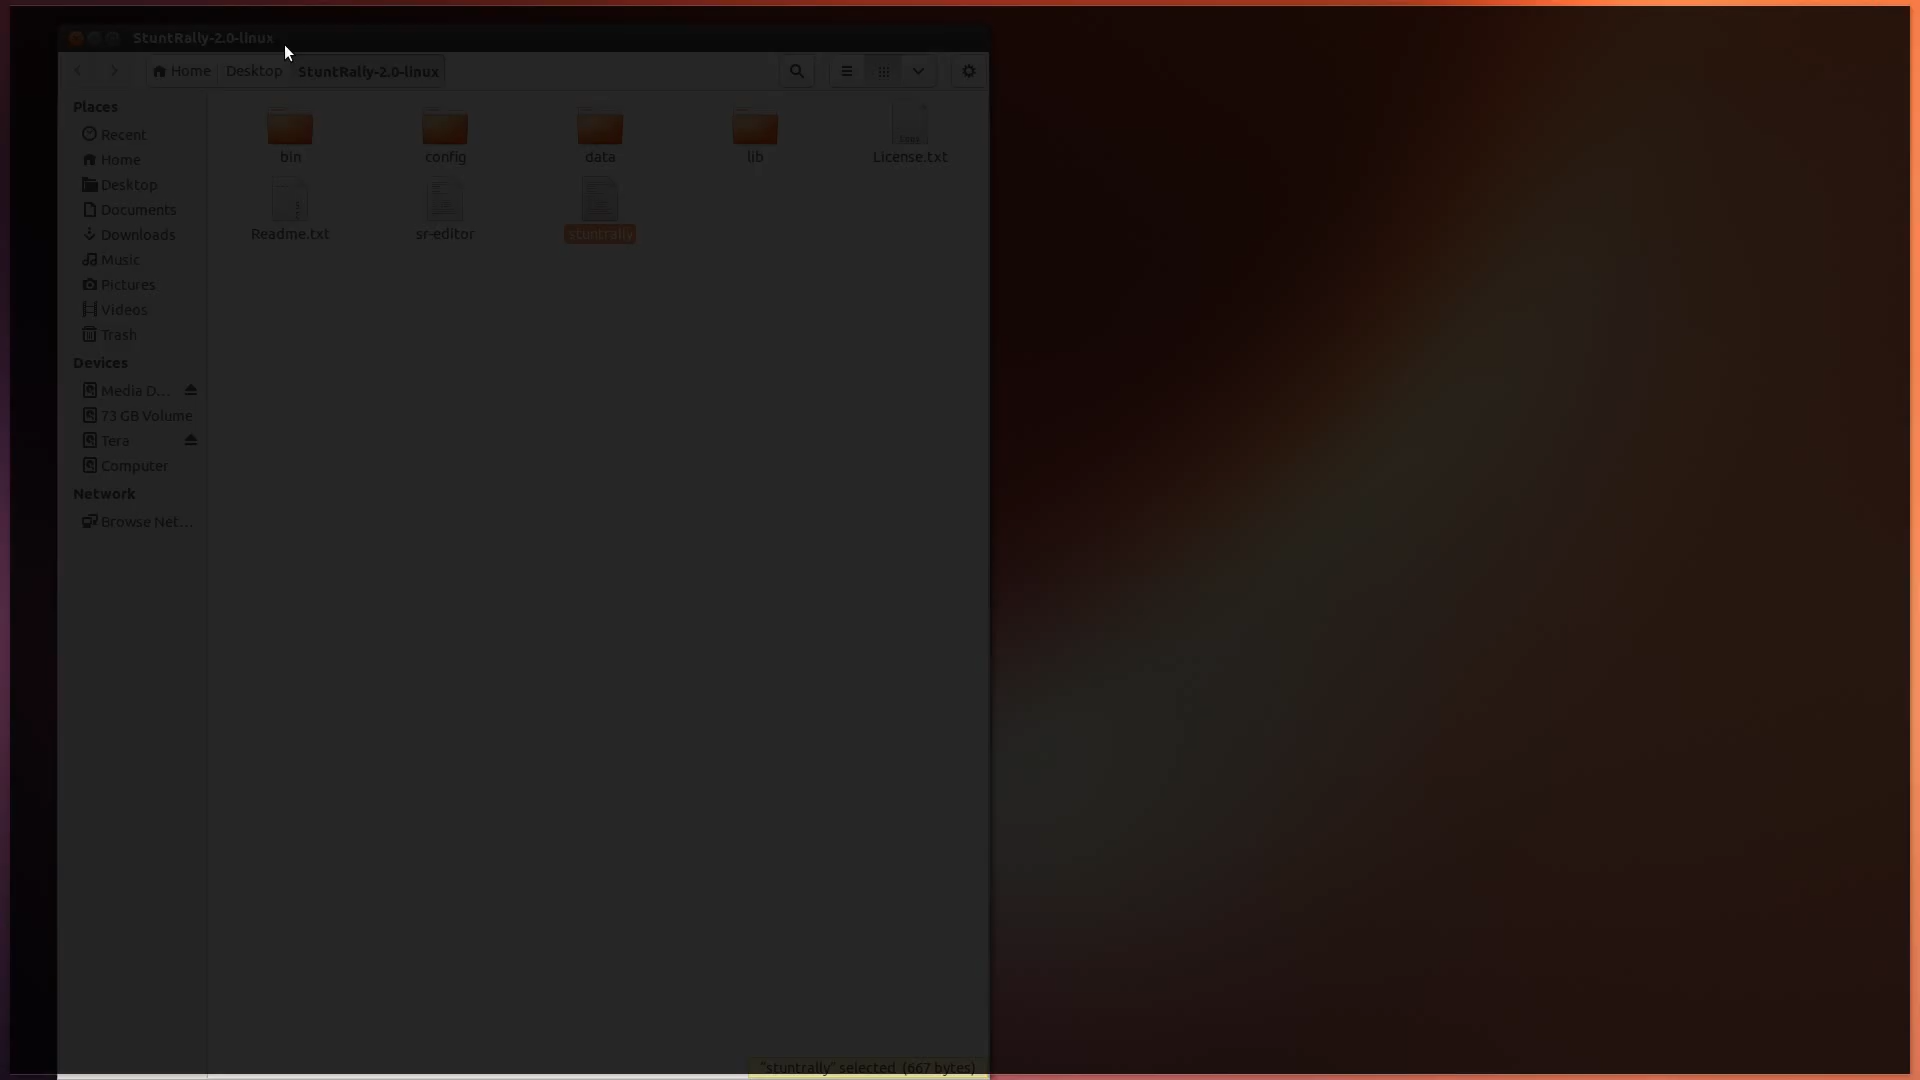 StuntRally-2.0-linux
Home Desktop StuntRally-2.0-linux
Places
Recent
Home
Desktop
Documents
Downloads
Music
Pictures
Videos
Trash
Devices
Media D...
73 GB Volume
Tera
Computer
Network
Browse Net...
bin config data lib License.txt
Readme.txt sr-editor stuntrally
"stuntrally" selected (667 bytes)